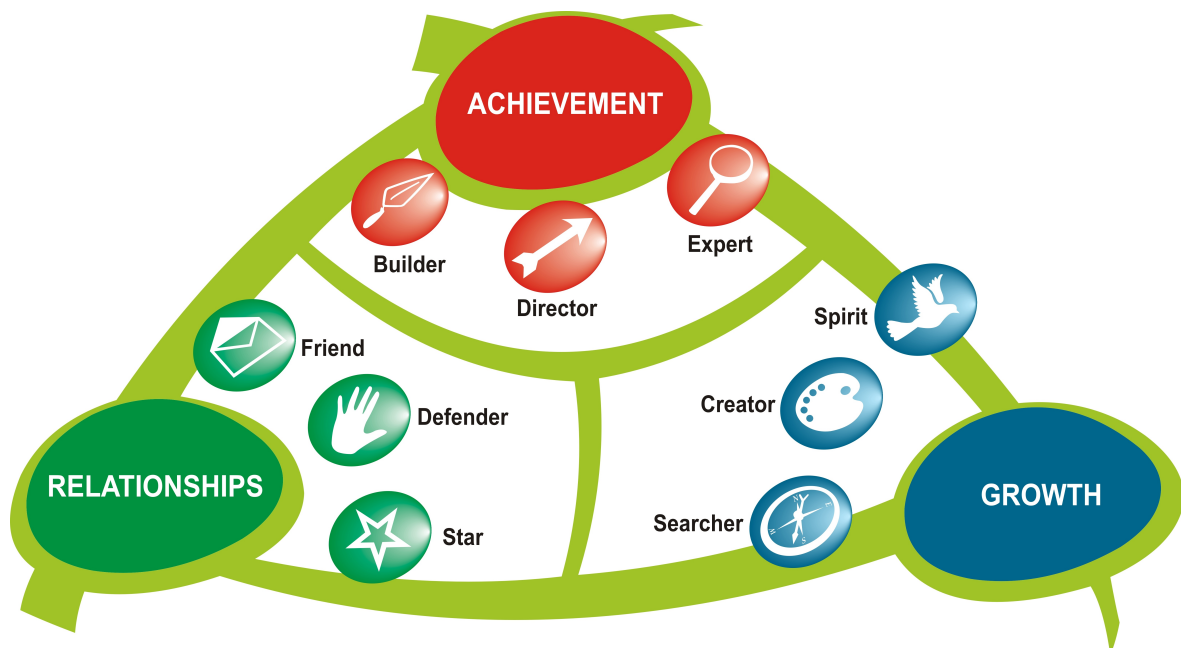 ACHIEVEMENT
Builder
Director
Expert
Friend
Defender
Star
RELATIONSHIPS
Spirit
Creator
Searcher
GROWTH
N
E
S
W